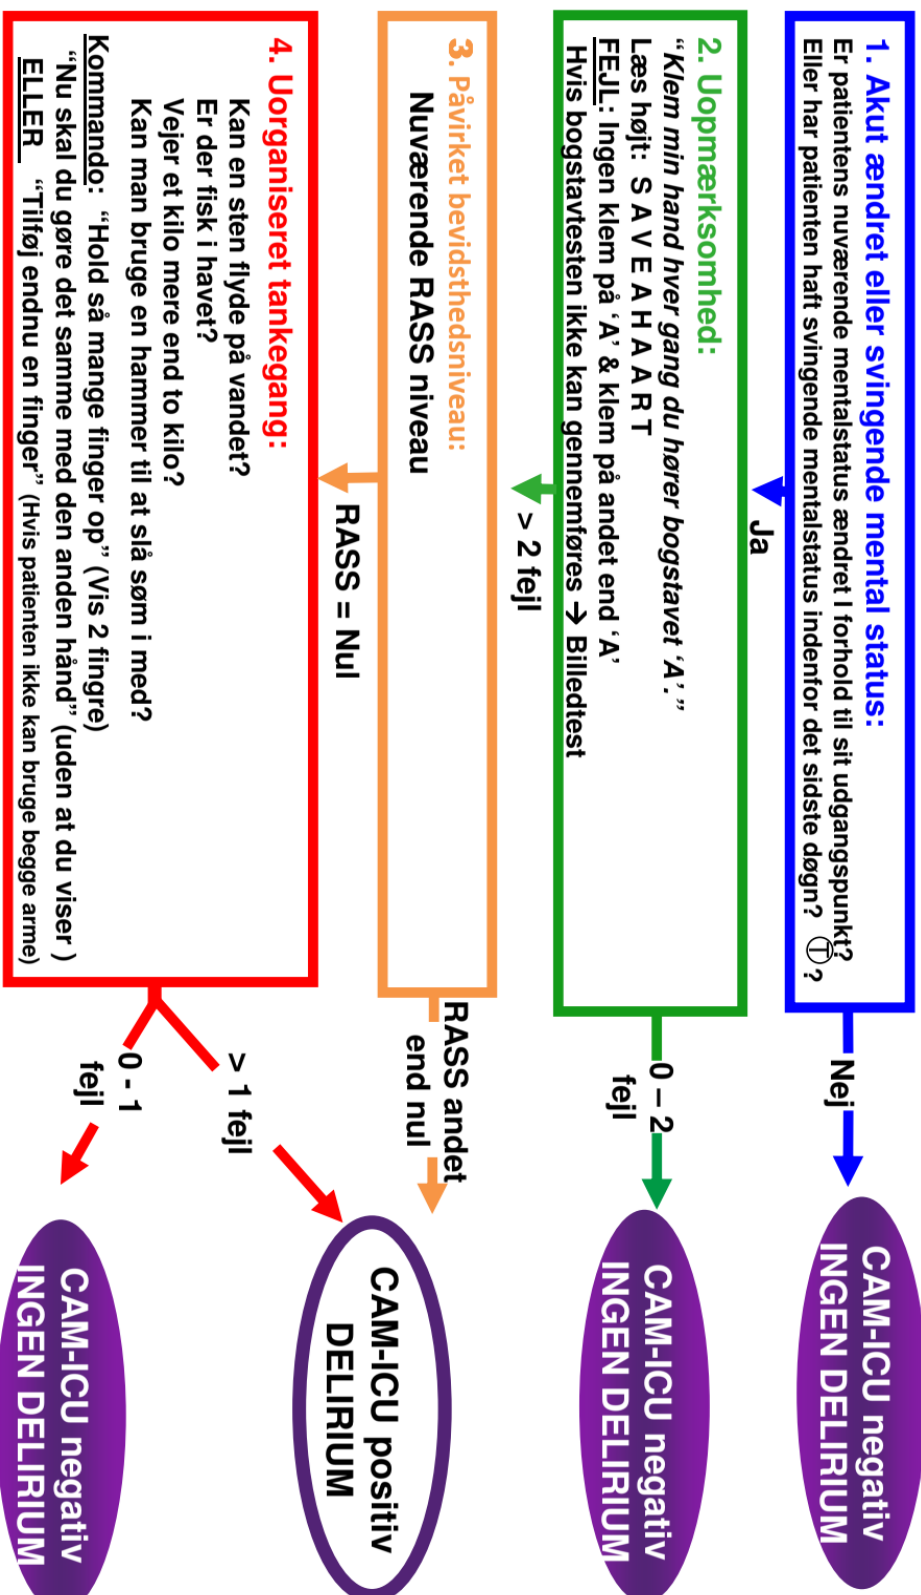 1. Akut ændret eller svingende mental status:
Er patientens nuværende mentalstatus ændret I forhold til sit udgangspunkt?
Eller har patienten haft svingende mentalstatus indenfor det sidste døgn? Ⓣ?
Nej
CAM-ICU negativ
INGEN DELIRIUM
Ja
2. Uopmærksomhed:
“Klem min hand hver gang du hører bogstavet ‘A’.”
Læs højt: S A V E A H A A R T
FEJL: Ingen klem på ‘A’ & klem på andet end ‘A’
Hvis bogstavtesten ikke kan gennemføres → Billedtest
0 – 2
fejl
CAM-ICU negativ
INGEN DELIRIUM
> 2 fejl
3. Påvirket bevidsthedsniveau:
Nuværende RASS niveau
RASS andet
end nul
CAM-ICU positiv
DELIRIUM
RASS = Nul
4. Uorganiseret tankegang:
Kan en sten flyde på vandet?
Er der fisk i havet?
Vejer et kilo mere end to kilo?
Kan man bruge en hammer til at slå søm i med?
Kommando: “Hold så mange finger op” (Vis 2 fingre)
“Nu skal du gøre det samme med den anden hånd” (uden at du viser )
ELLER “Tilføj endnu en finger” (Hvis patienten ikke kan bruge begge arme)
> 1 fejl
0 - 1
fejl
CAM-ICU negativ
INGEN DELIRIUM